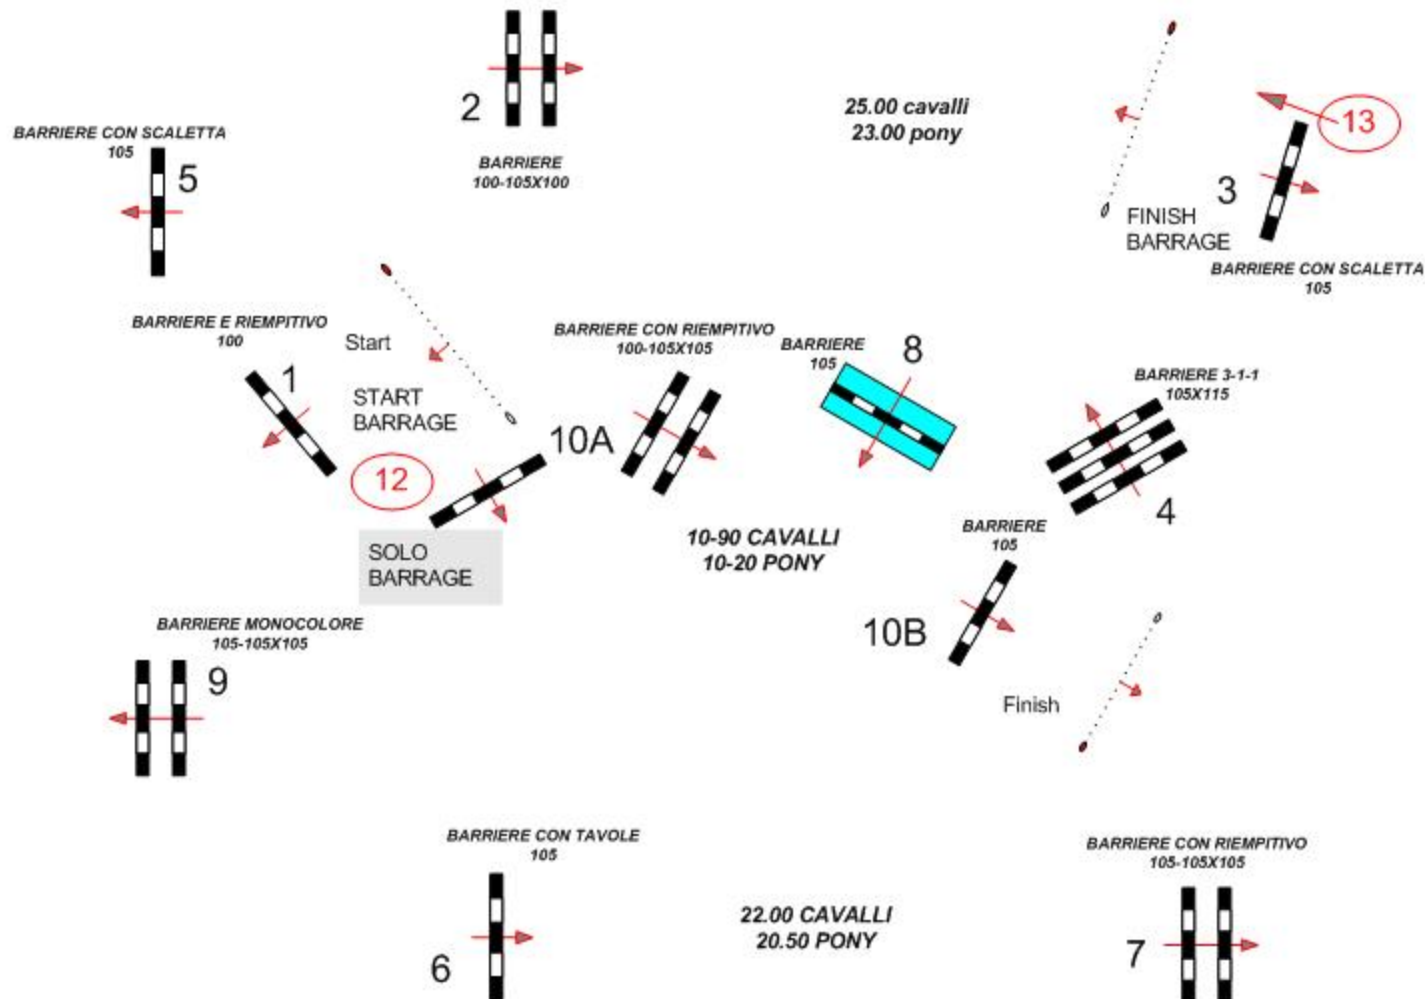 2
BARRIERE
100-105X100
25.00 cavalli
23.00 pony
13
3
FINISH
BARRAGE
BARRIERE CON SCALETTA
105
BARRIERE CON SCALETTA
105
5
BARRIERE E RIEMPITIVO
100
1
Start
START
BARRAGE
12
SOLO
BARRAGE
BARRIERE CON RIEMPITIVO
100-105X105
10A
BARRIERE
105
8
BARRIERE 3-1-1
105X115
4
10-90 CAVALLI
10-20 PONY
BARRIERE
105
10B
Finish
BARRIERE MONOCOLORE
105-105X105
9
BARRIERE CON TAVOLE
105
6
22.00 CAVALLI
20.50 PONY
BARRIERE CON RIEMPITIVO
105-105X105
7